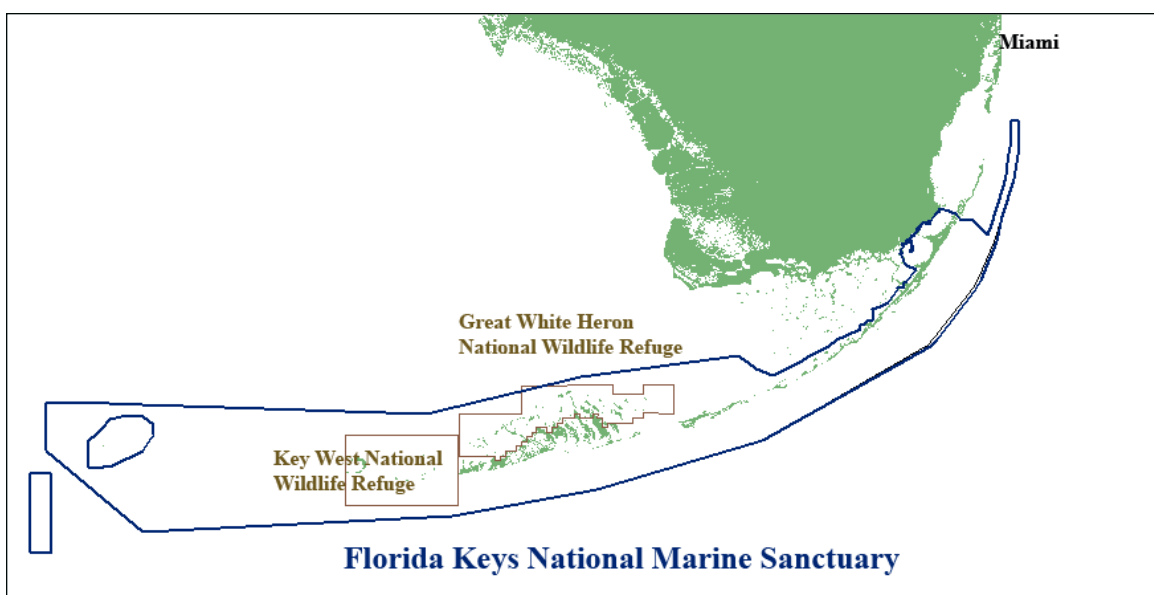 Miami
Great White Heron
National Wildlife Refuge
Key West National
Wildlife Refuge
Florida Keys National Marine Sanctuary